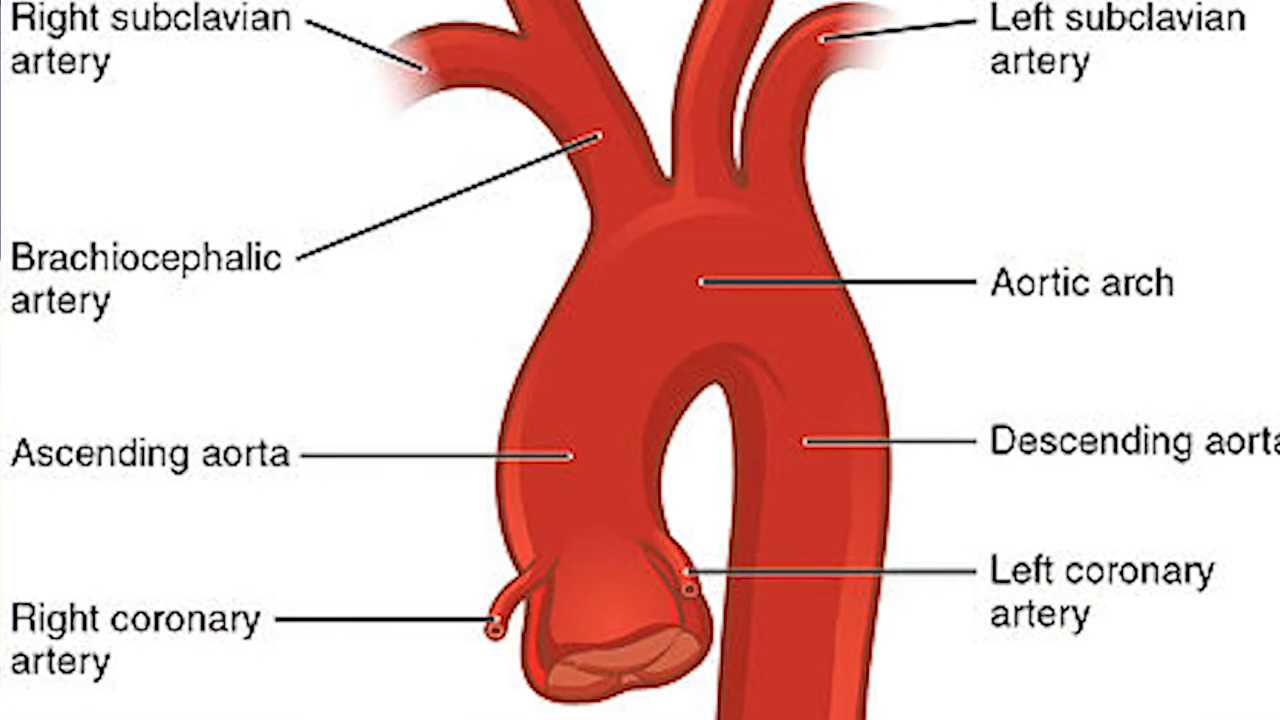 Right subclavian
artery
Left subclavian
artery
Brachiocephalic
artery
Aortic arch
Ascending aorta
Descending aorta
Left coronary
artery
Right coronary
artery